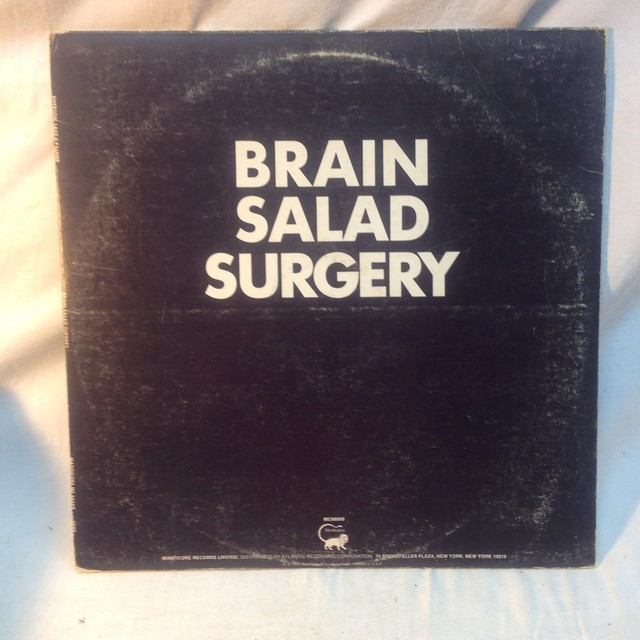 BRAIN
SALAD
SURGERY
MC66669
MANTICORE RECORDS LIMITED, DISTRIBUTED BY ATLANTIC RECORDING CORPORATION, 75 ROCKEFELLER PLAZA, NEW YORK, NEW YORK 10019